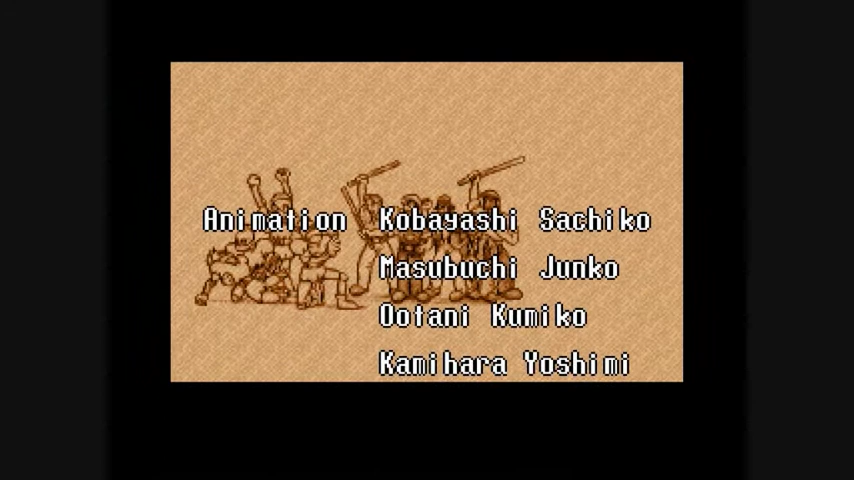 Animation Kobayashi Sachiko
Masubuchi Junko
Ootani Kumiko
Kamihara Yoshimi